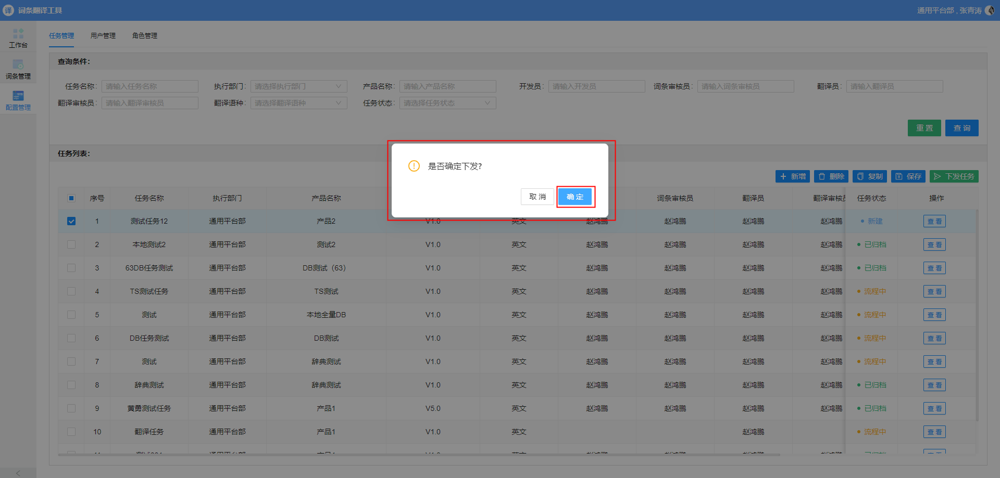 译 词条翻译工具
通用平台部 , 张青涛
工作台
词条管理
配置管理
任务管理 用户管理 角色管理
查询条件:
任务名称: 请输入任务名称 执行部门: 请选择执行部门 产品名称: 请输入产品名称 开发员: 请输入开发员 词条审核员: 请输入词条审核员 翻译员: 请输入翻译员
翻译审核员: 请输入翻译审核员 翻译语种: 请选择翻译语种 任务状态: 请选择任务状态
重 置 查 询
任务列表:
是否确定下发?
取 消 确 定
新增 删除 复制 保存 下发任务
序号 任务名称 执行部门 产品名称 词条审核员 翻译员 翻译审核员 任务状态 操作
1 测试任务12 通用平台部 产品2 V1.0 英文 赵鸿鹏 赵鸿鹏 赵鸿鹏 赵鸿鹏 新建 查 看
2 本地测试2 通用平台部 测试2 V1.0 英文 赵鸿鹏 赵鸿鹏 赵鸿鹏 赵鸿鹏 已归档 查 看
3 63DB任务测试 通用平台部 DB测试（63） V1.0 英文 赵鸿鹏 赵鸿鹏 赵鸿鹏 赵鸿鹏 已归档 查 看
4 TS测试任务 通用平台部 TS测试 V1.0 英文 赵鸿鹏 赵鸿鹏 赵鸿鹏 赵鸿鹏 流程中 查 看
5 测试 通用平台部 本地全量DB V1.0 英文 赵鸿鹏 赵鸿鹏 赵鸿鹏 赵鸿鹏 流程中 查 看
6 DB任务测试 通用平台部 DB测试 V1.0 英文 赵鸿鹏 赵鸿鹏 赵鸿鹏 赵鸿鹏 流程中 查 看
7 测试 通用平台部 辞典测试 V1.0 英文 赵鸿鹏 赵鸿鹏 赵鸿鹏 赵鸿鹏 流程中 查 看
8 辞典测试 通用平台部 辞典测试 V1.0 英文 赵鸿鹏 赵鸿鹏 赵鸿鹏 赵鸿鹏 已归档 查 看
9 黄勇测试任务 通用平台部 产品1 V5.0 英文 赵鸿鹏 赵鸿鹏 赵鸿鹏 赵鸿鹏 已归档 查 看
10 翻译任务 通用平台部 产品1 V1.0 英文 赵鸿鹏 流程中 查 看